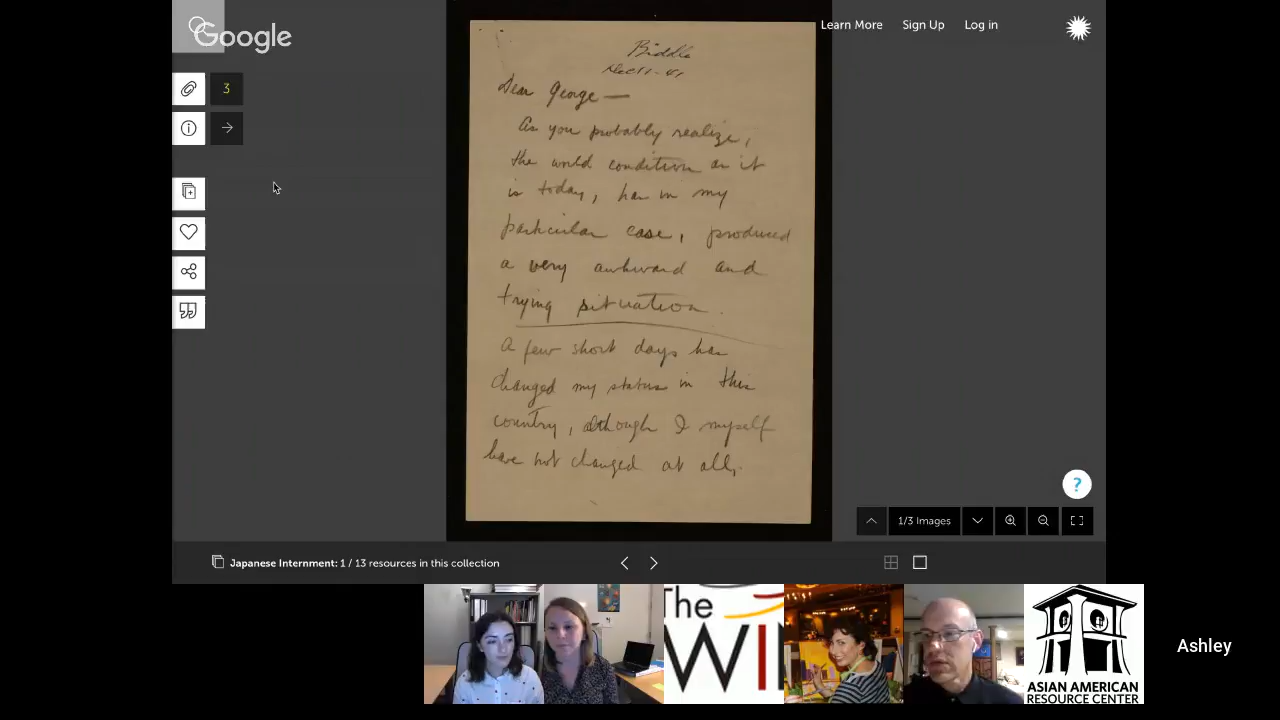 Google
Learn More Sign Up Log in
3
Biddle
Dec 11-41
Dear George —
As you probably realize,
the world condition as it
is today, has in my
particular case, produced
a very awkward and
trying situation.
A few short days has
changed my status in this
country, although I myself
have not changed at all.
?
1/3 Images
Japanese Internment: 1 / 13 resources in this collection
The
WI
ASIAN AMERICAN
RESOURCE CENTER
Ashley